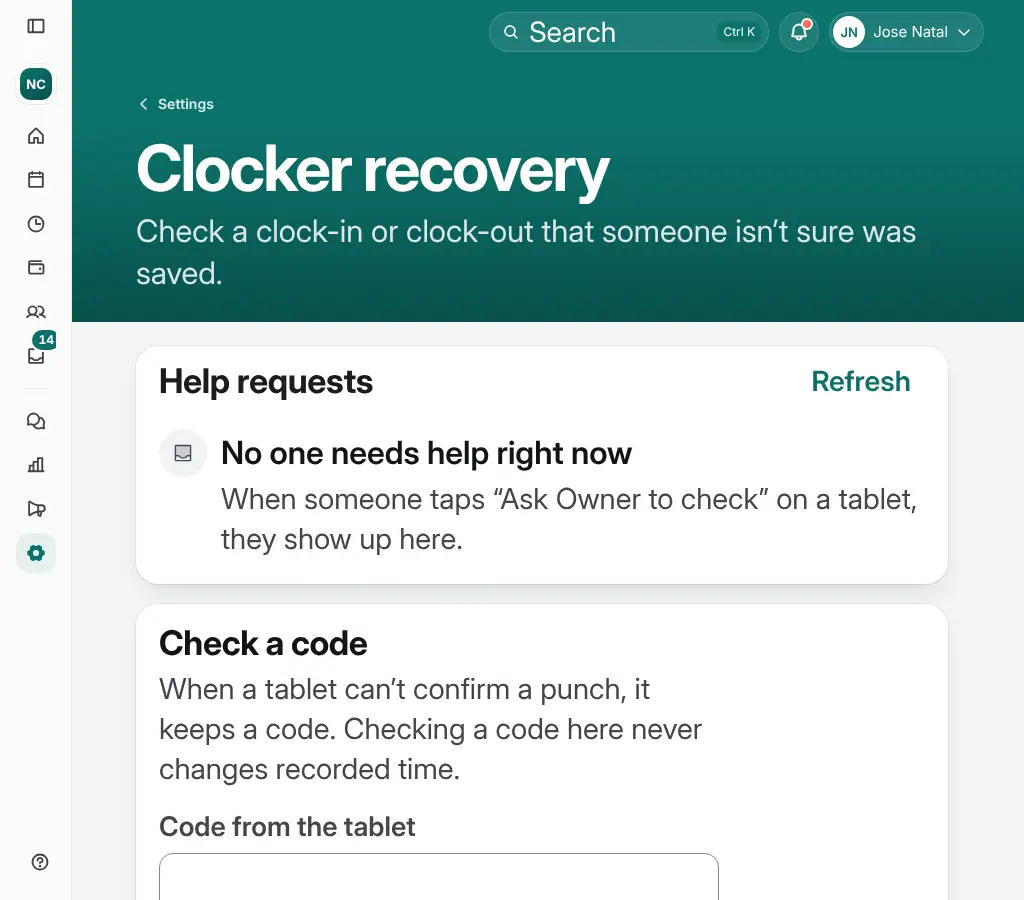 Search
Ctrl K
JN
Jose Natal
NC
Settings
Clocker recovery
Check a clock-in or clock-out that someone isn’t sure was
saved.
14
Help requests
Refresh
No one needs help right now
When someone taps “Ask Owner to check” on a tablet,
they show up here.
Check a code
When a tablet can’t confirm a punch, it
keeps a code. Checking a code here never
changes recorded time.
Code from the tablet